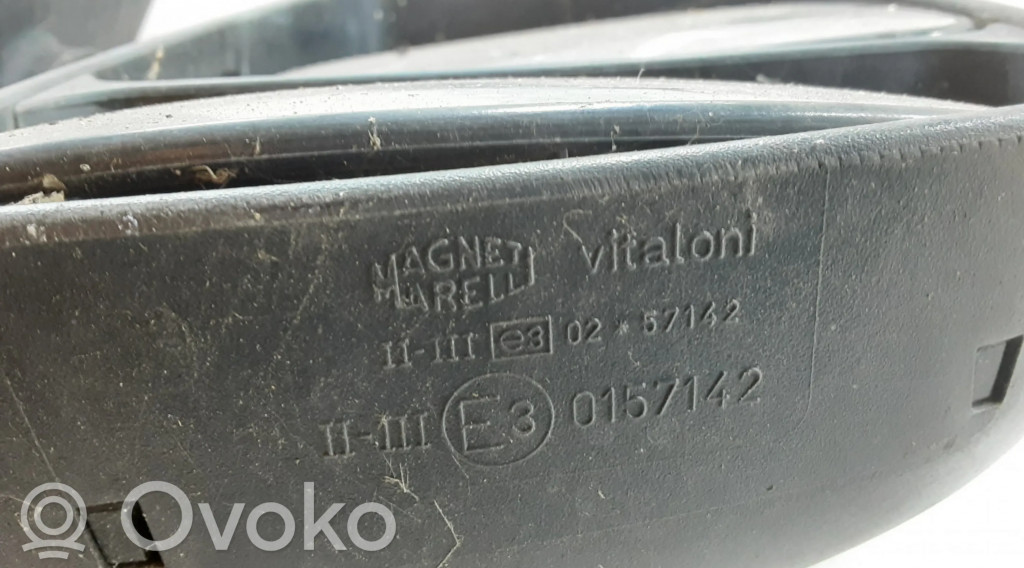 MAGNETI vitaloni
MARELLI
II-III e3 02 * 57142
II-III E3 0157142
Ovoko